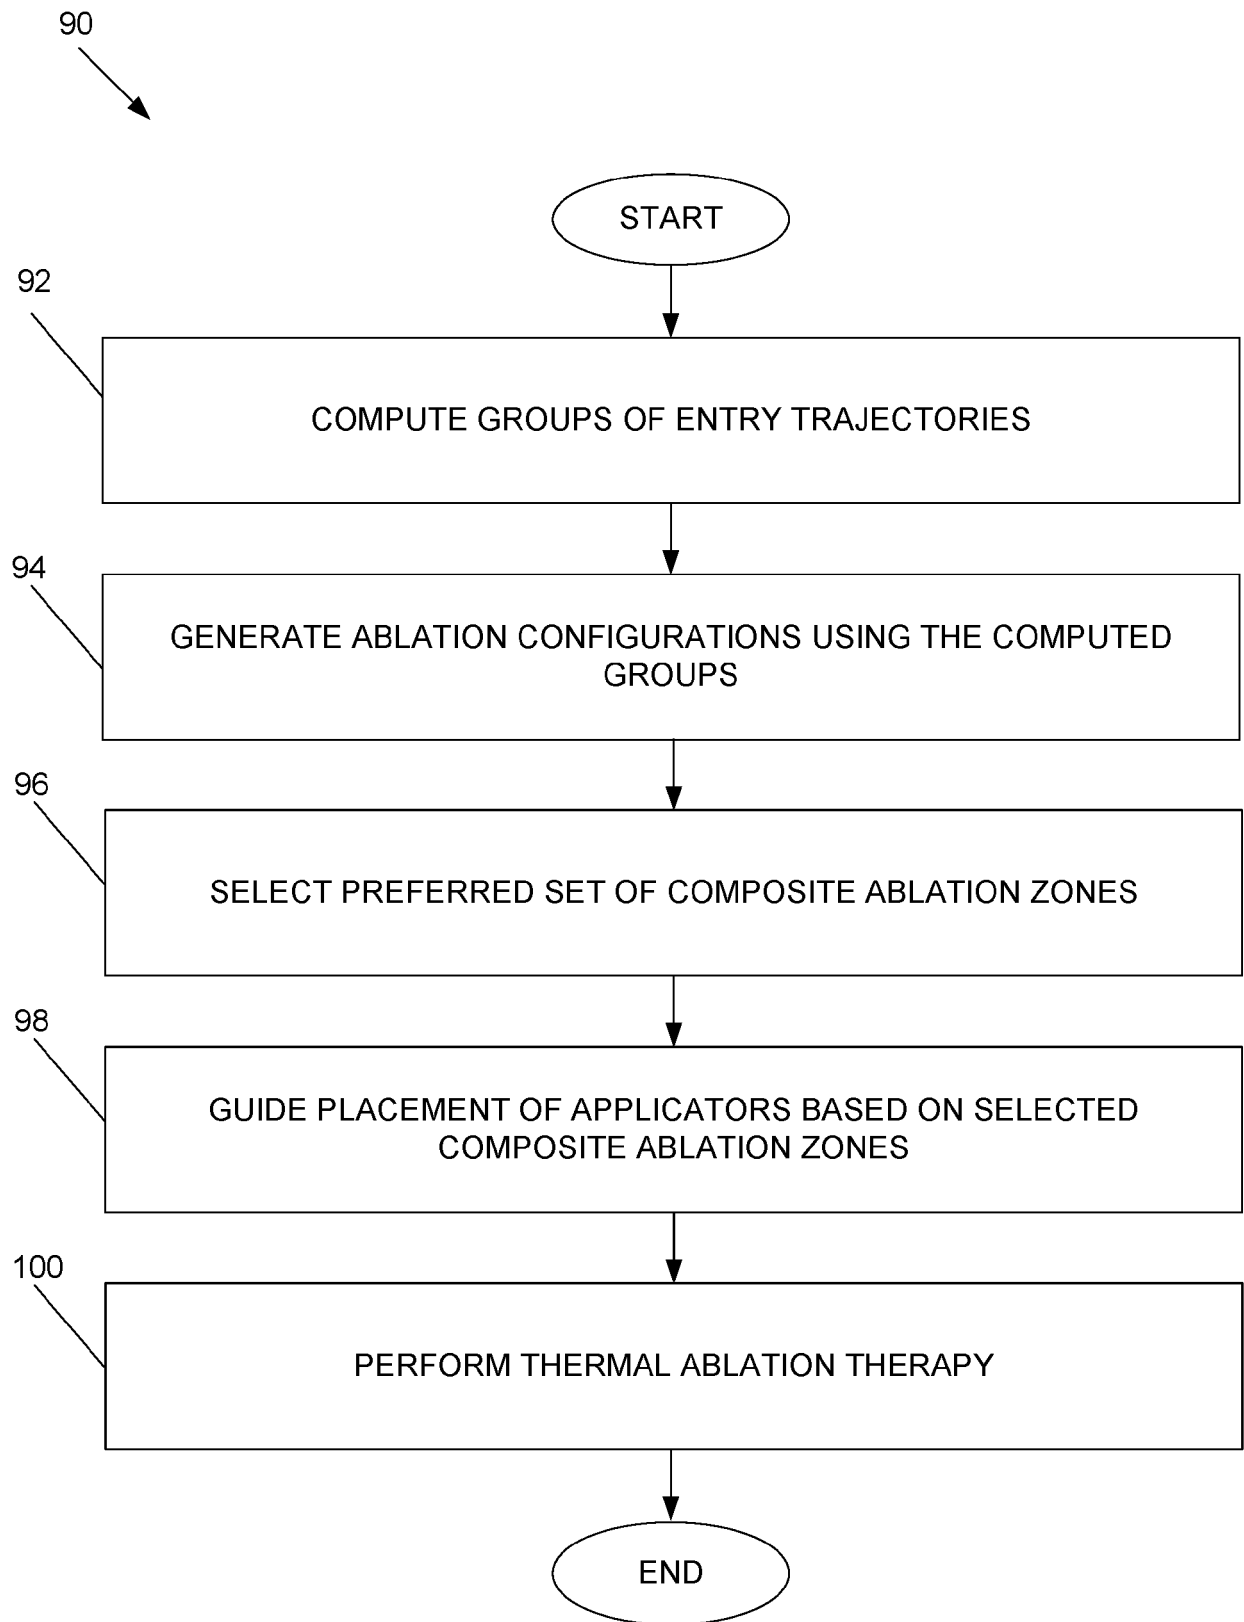 90
START
92
COMPUTE GROUPS OF ENTRY TRAJECTORIES
94
GENERATE ABLATION CONFIGURATIONS USING THE COMPUTED
GROUPS
96
SELECT PREFERRED SET OF COMPOSITE ABLATION ZONES
98
GUIDE PLACEMENT OF APPLICATORS BASED ON SELECTED
COMPOSITE ABLATION ZONES
100
PERFORM THERMAL ABLATION THERAPY
END